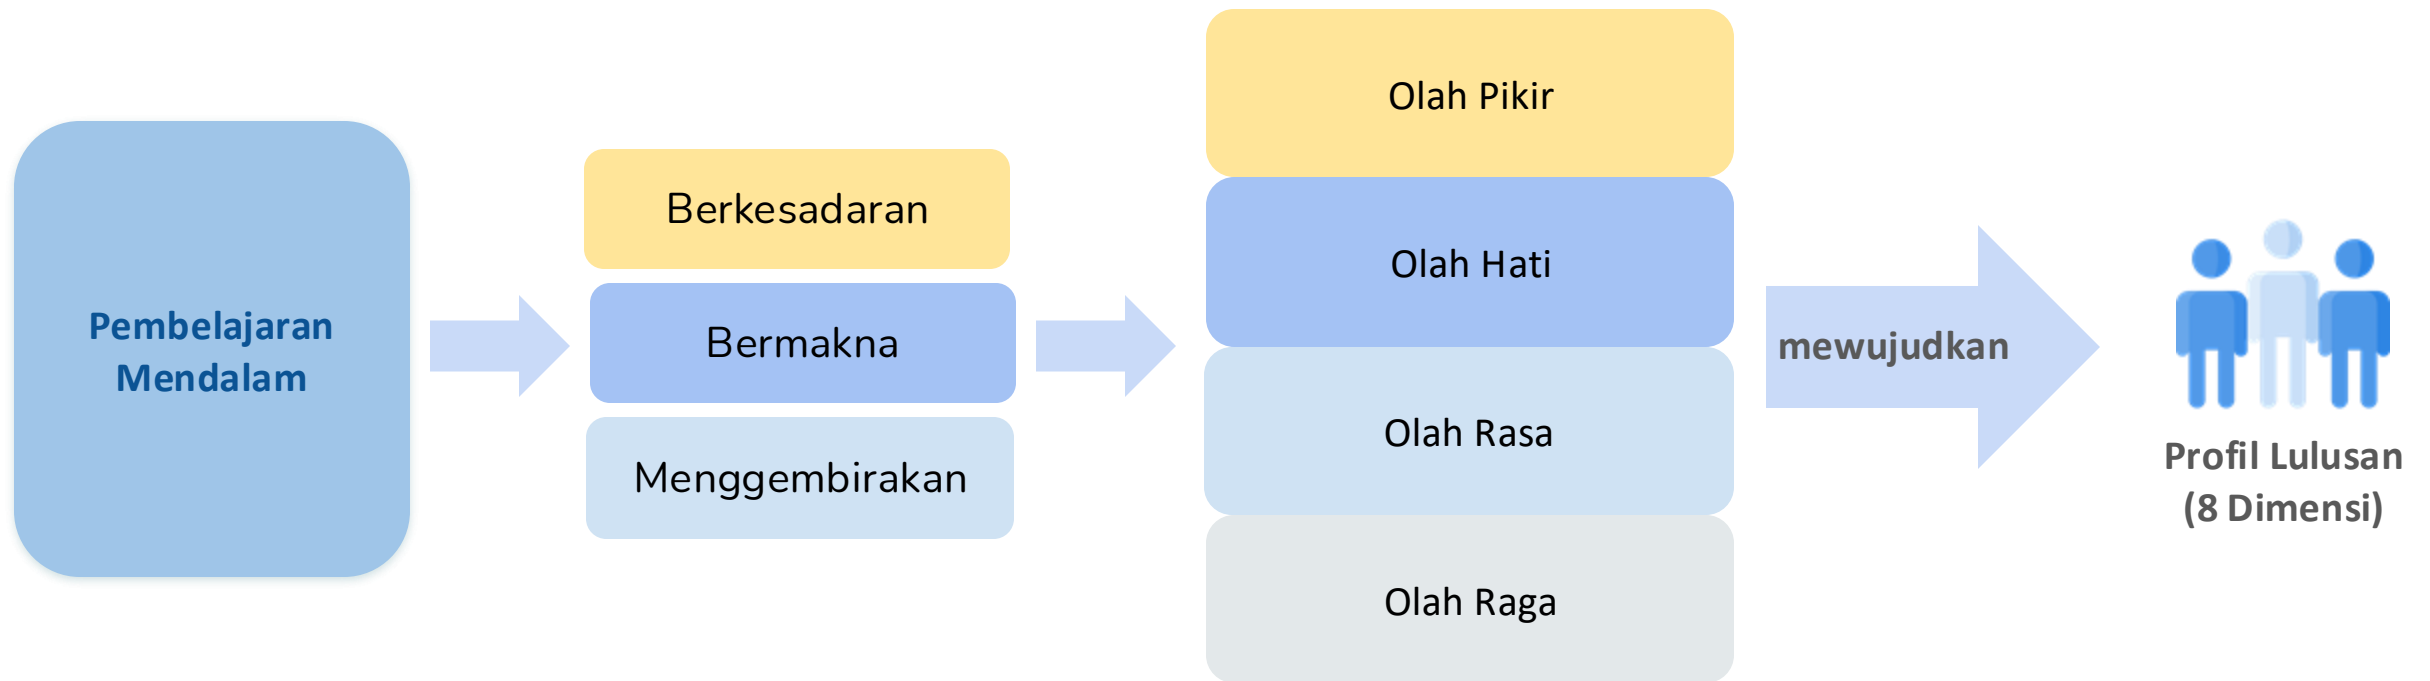 Pembelajaran
Mendalam
Berkesadaran
Bermakna
Menggembirakan
Olah Pikir
Olah Hati
Olah Rasa
Olah Raga
mewujudkan
Profil Lulusan
(8 Dimensi)